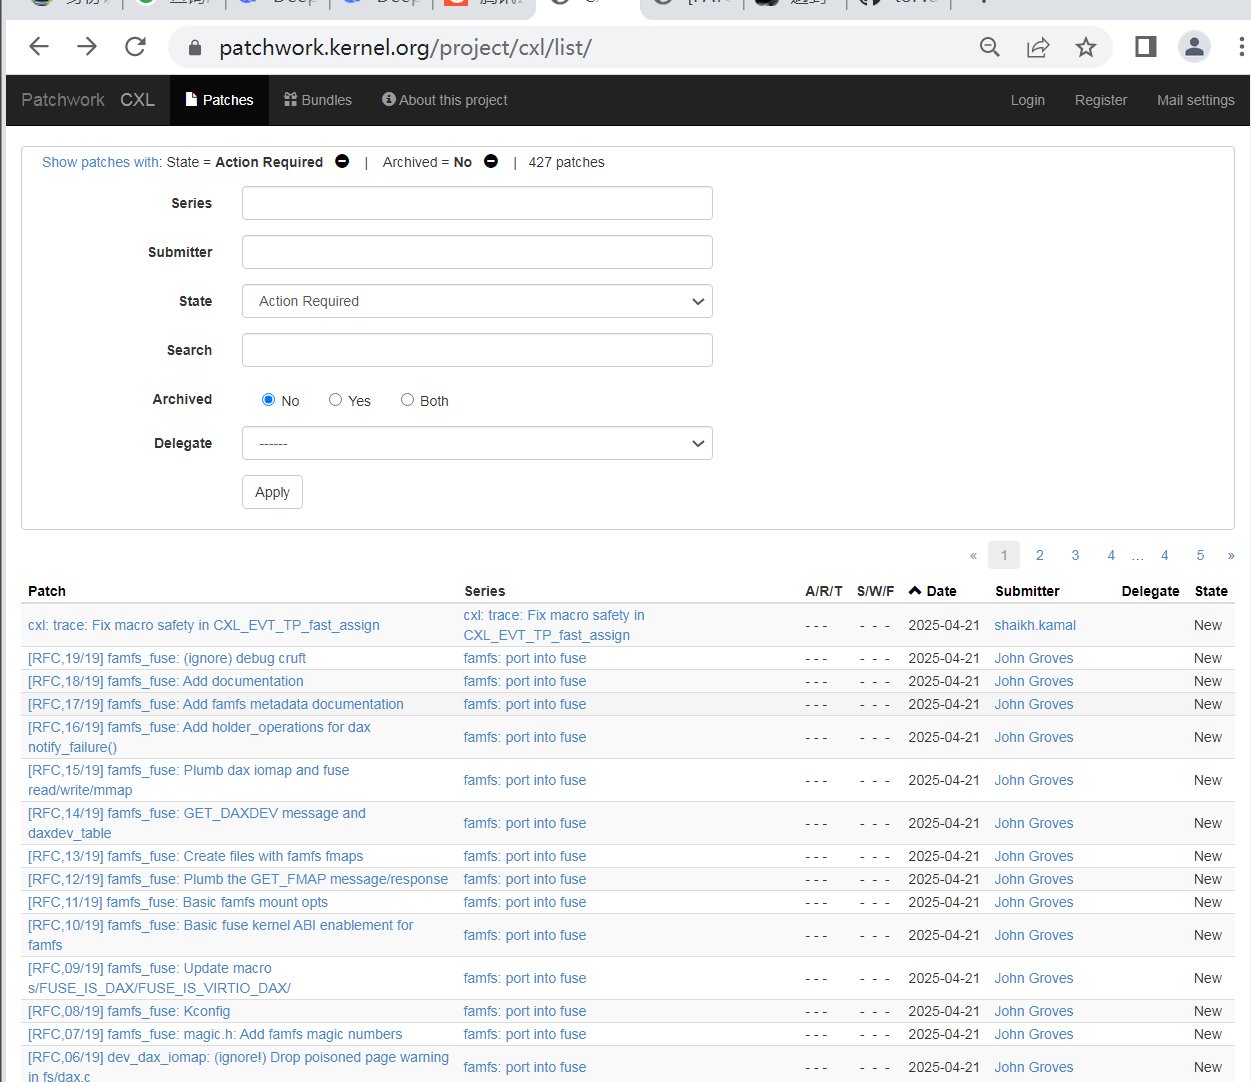 patchwork.kernel.org/project/cxl/list/
Patchwork CXL Patches Bundles About this project Login Register Mail settings
Show patches with: State = Action Required | Archived = No | 427 patches
Series
Submitter
State Action Required
Search
Archived No Yes Both
Delegate ------
Apply
« 1 2 3 4 ... 4 5 »
Patch Series A/R/T S/W/F Date Submitter Delegate State
cxl: trace: Fix macro safety in CXL_EVT_TP_fast_assign cxl: trace: Fix macro safety in - - - - - - 2025-04-21 shaikh.kamal New
CXL_EVT_TP_fast_assign
[RFC,19/19] famfs_fuse: (ignore) debug cruft famfs: port into fuse - - - - - - 2025-04-21 John Groves New
[RFC,18/19] famfs_fuse: Add documentation famfs: port into fuse - - - - - - 2025-04-21 John Groves New
[RFC,17/19] famfs_fuse: Add famfs metadata documentation famfs: port into fuse - - - - - - 2025-04-21 John Groves New
[RFC,16/19] famfs_fuse: Add holder_operations for dax famfs: port into fuse - - - - - - 2025-04-21 John Groves New
notify_failure()
[RFC,15/19] famfs_fuse: Plumb dax iomap and fuse famfs: port into fuse - - - - - - 2025-04-21 John Groves New
read/write/mmap
[RFC,14/19] famfs_fuse: GET_DAXDEV message and famfs: port into fuse - - - - - - 2025-04-21 John Groves New
daxdev_table
[RFC,13/19] famfs_fuse: Create files with famfs fmaps famfs: port into fuse - - - - - - 2025-04-21 John Groves New
[RFC,12/19] famfs_fuse: Plumb the GET_FMAP message/response famfs: port into fuse - - - - - - 2025-04-21 John Groves New
[RFC,11/19] famfs_fuse: Basic famfs mount opts famfs: port into fuse - - - - - - 2025-04-21 John Groves New
[RFC,10/19] famfs_fuse: Basic fuse kernel ABI enablement for famfs: port into fuse - - - - - - 2025-04-21 John Groves New
famfs
[RFC,09/19] famfs_fuse: Update macro famfs: port into fuse - - - - - - 2025-04-21 John Groves New
s/FUSE_IS_DAX/FUSE_IS_VIRTIO_DAX/
[RFC,08/19] famfs_fuse: Kconfig famfs: port into fuse - - - - - - 2025-04-21 John Groves New
[RFC,07/19] famfs_fuse: magic.h: Add famfs magic numbers famfs: port into fuse - - - - - - 2025-04-21 John Groves New
[RFC,06/19] dev_dax_iomap: (ignore!) Drop poisoned page warning famfs: port into fuse - - - - - - 2025-04-21 John Groves New
in fs/dax.c